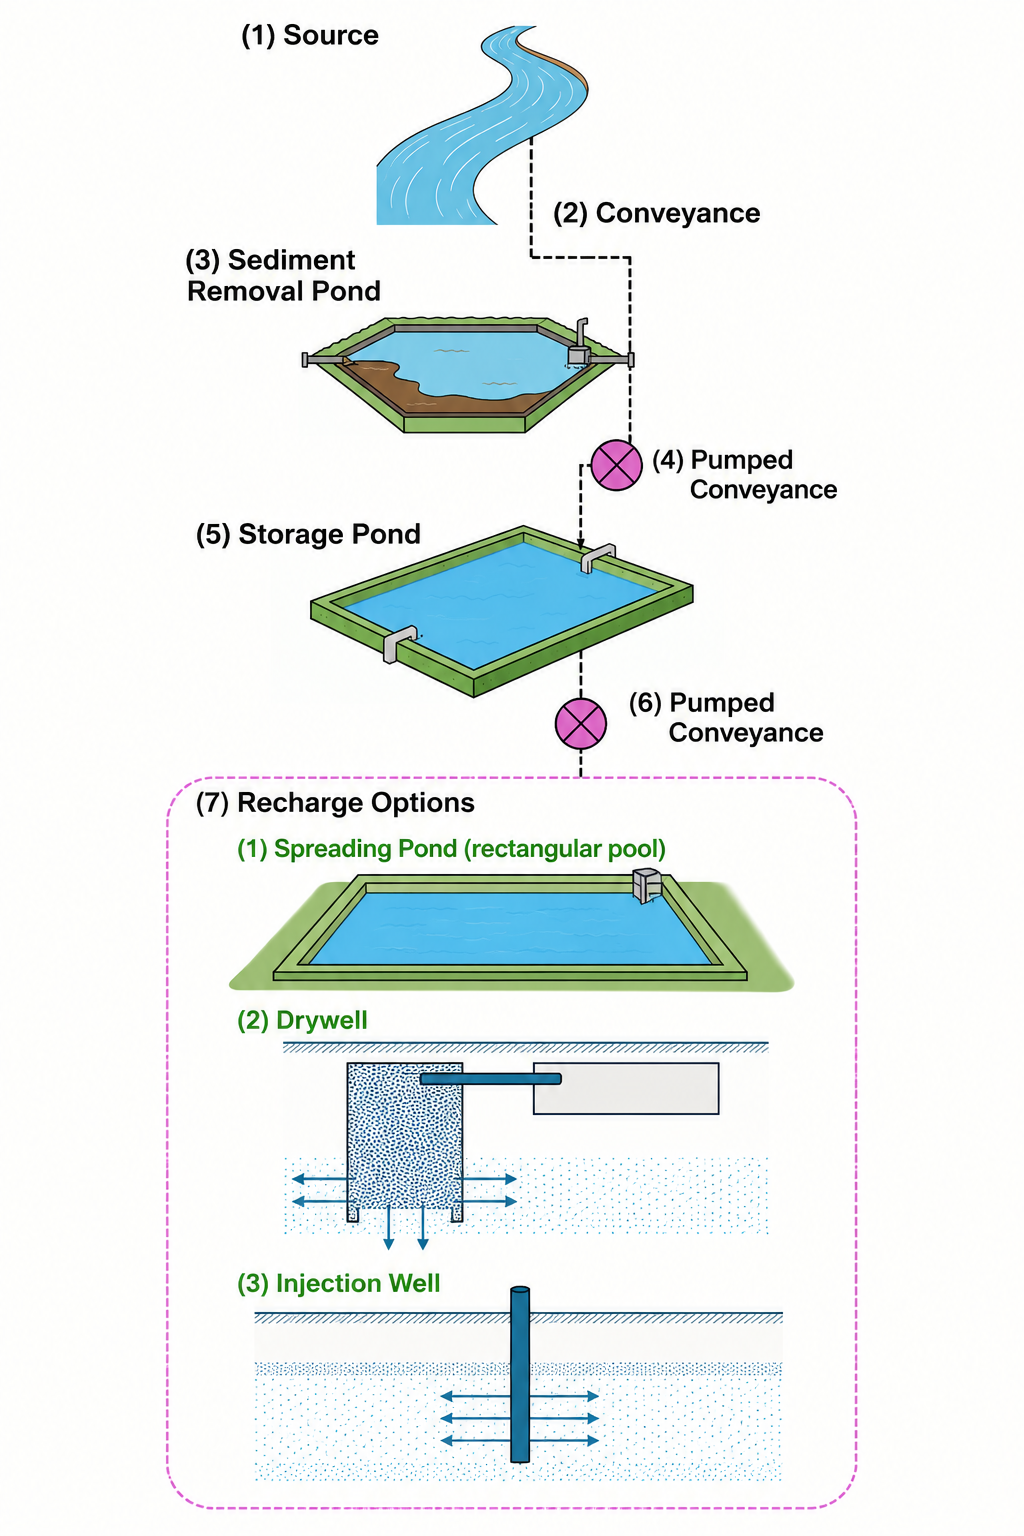 (1) Source
(2) Conveyance
(3) Sediment
Removal Pond
(4) Pumped
Conveyance
(5) Storage Pond
(6) Pumped
Conveyance
(7) Recharge Options
(1) Spreading Pond (rectangular pool)
(2) Drywell
(3) Injection Well